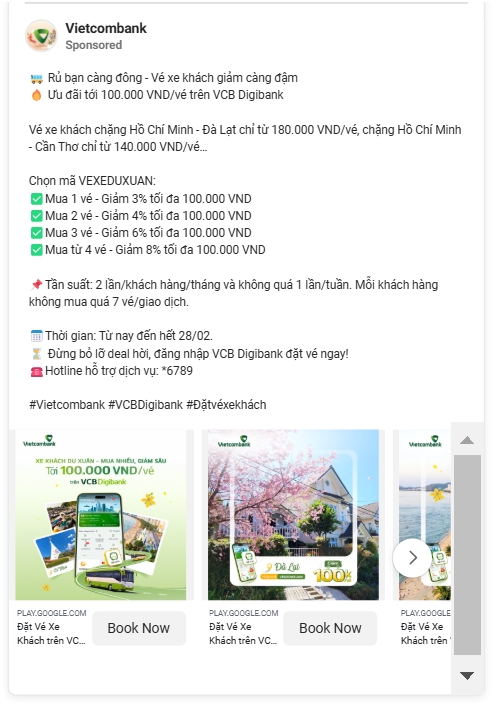 Vietcombank
Sponsored
🚌 Rủ bạn càng đông - Vé xe khách giảm càng đậm
🔥 Ưu đãi tới 100.000 VND/vé trên VCB Digibank
Vé xe khách chặng Hồ Chí Minh - Đà Lạt chỉ từ 180.000 VND/vé, chặng Hồ Chí Minh
- Cần Thơ chỉ từ 140.000 VND/vé…
Chọn mã VEXEDUXUAN:
✅ Mua 1 vé - Giảm 3% tối đa 100.000 VND
✅ Mua 2 vé - Giảm 4% tối đa 100.000 VND
✅ Mua 3 vé - Giảm 6% tối đa 100.000 VND
✅ Mua từ 4 vé - Giảm 8% tối đa 100.000 VND
📌 Tần suất: 2 lần/khách hàng/tháng và không quá 1 lần/tuần. Mỗi khách hàng
không mua quá 7 vé/giao dịch.
🗓 Thời gian: Từ nay đến hết 28/02.
⏳ Đừng bỏ lỡ deal hời, đăng nhập VCB Digibank đặt vé ngay!
☎ Hotline hỗ trợ dịch vụ: *6789
#Vietcombank #VCBDigibank #Đặtvéxekhách
Vietcombank
XE KHÁCH DU XUÂN - MUA NHIỀU, GIẢM SÂU
Tới 100.000 VND/vé
trên VCBDigibank
PLAY.GOOGLE.COM
Đặt Vé Xe
Khách trên VC...
Book Now
Vietcombank
Đà Lạt
100K
PLAY.GOOGLE.COM
Đặt Vé Xe
Khách trên VC...
Book Now
Vietcombank
PLAY.GOOGLE
Đặt Vé Xe
Khách trên